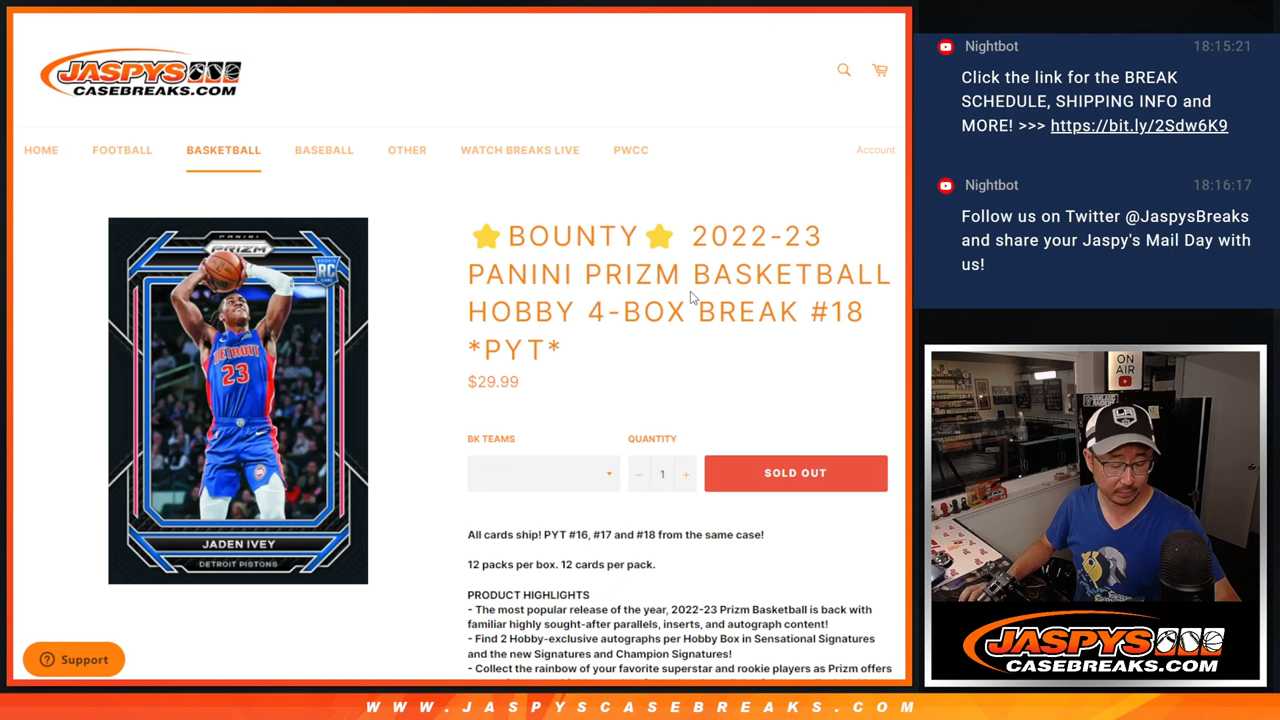 JASPYS
CASEBREAKS.COM
HOME FOOTBALL BASKETBALL BASEBALL OTHER WATCH BREAKS LIVE PWCC Account
PANINI
PRIZM
RC
DETROIT
23
JADEN IVEY
DETROIT PISTONS
⭐BOUNTY⭐ 2022-23
PANINI PRIZM BASKETBALL
HOBBY 4-BOX BREAK #18
*PYT*
$29.99
BK TEAMS QUANTITY
− 1 + SOLD OUT
All cards ship! PYT #16, #17 and #18 from the same case!
12 packs per box. 12 cards per pack.
PRODUCT HIGHLIGHTS
- The most popular release of the year, 2022-23 Prizm Basketball is back with
familiar highly sought-after parallels, inserts, and autograph content!
- Find 2 Hobby-exclusive autographs per Hobby Box in Sensational Signatures
and the new Signatures and Champion Signatures!
- Collect the rainbow of your favorite superstar and rookie players as Prizm offers
Support
Nightbot 18:15:21
Click the link for the BREAK
SCHEDULE, SHIPPING INFO and
MORE! >>> https://bit.ly/2Sdw6K9
Nightbot 18:16:17
Follow us on Twitter @JaspysBreaks
and share your Jaspy's Mail Day with
us!
ON
AIR
LA
JASPYS
CASEBREAKS.COM
WWW.JASPYSCASEBREAKS.COM